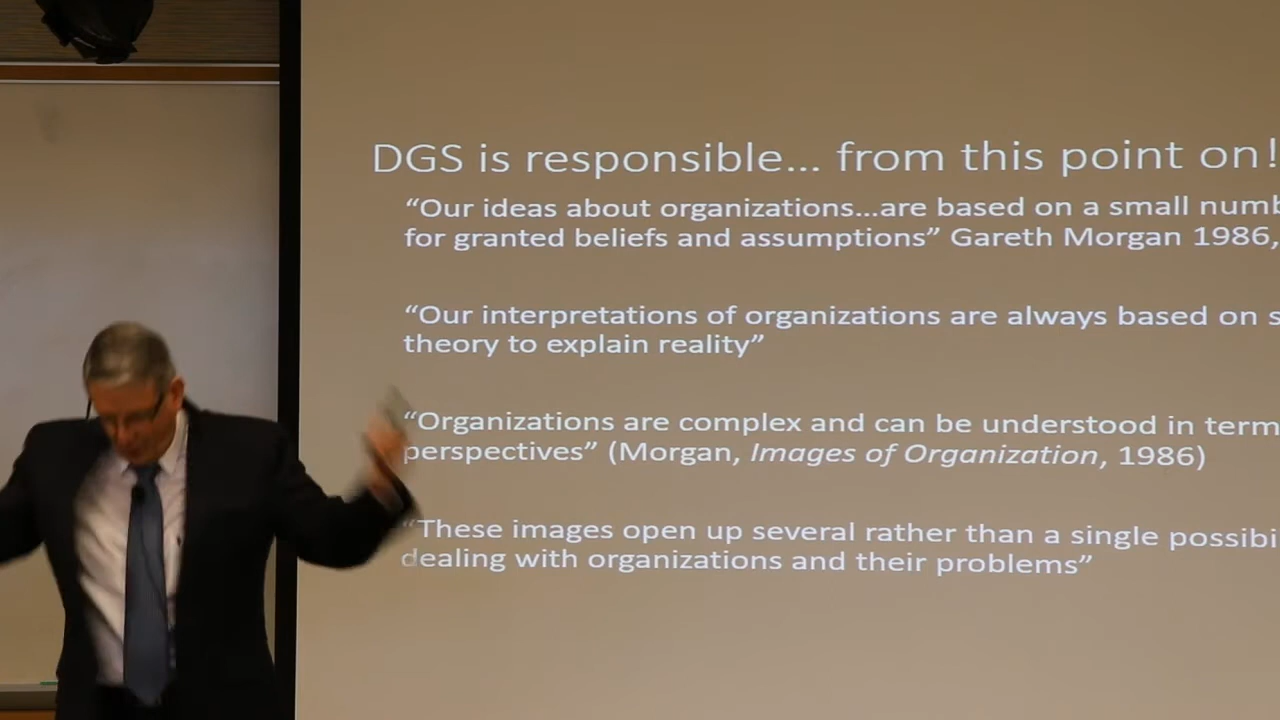 DGS is responsible... from this point on!
“Our ideas about organizations...are based on a small numb
for granted beliefs and assumptions” Gareth Morgan 1986,
“Our interpretations of organizations are always based on s
theory to explain reality”
“Organizations are complex and can be understood in term
perspectives” (Morgan, Images of Organization, 1986)
“These images open up several rather than a single possibi
dealing with organizations and their problems”